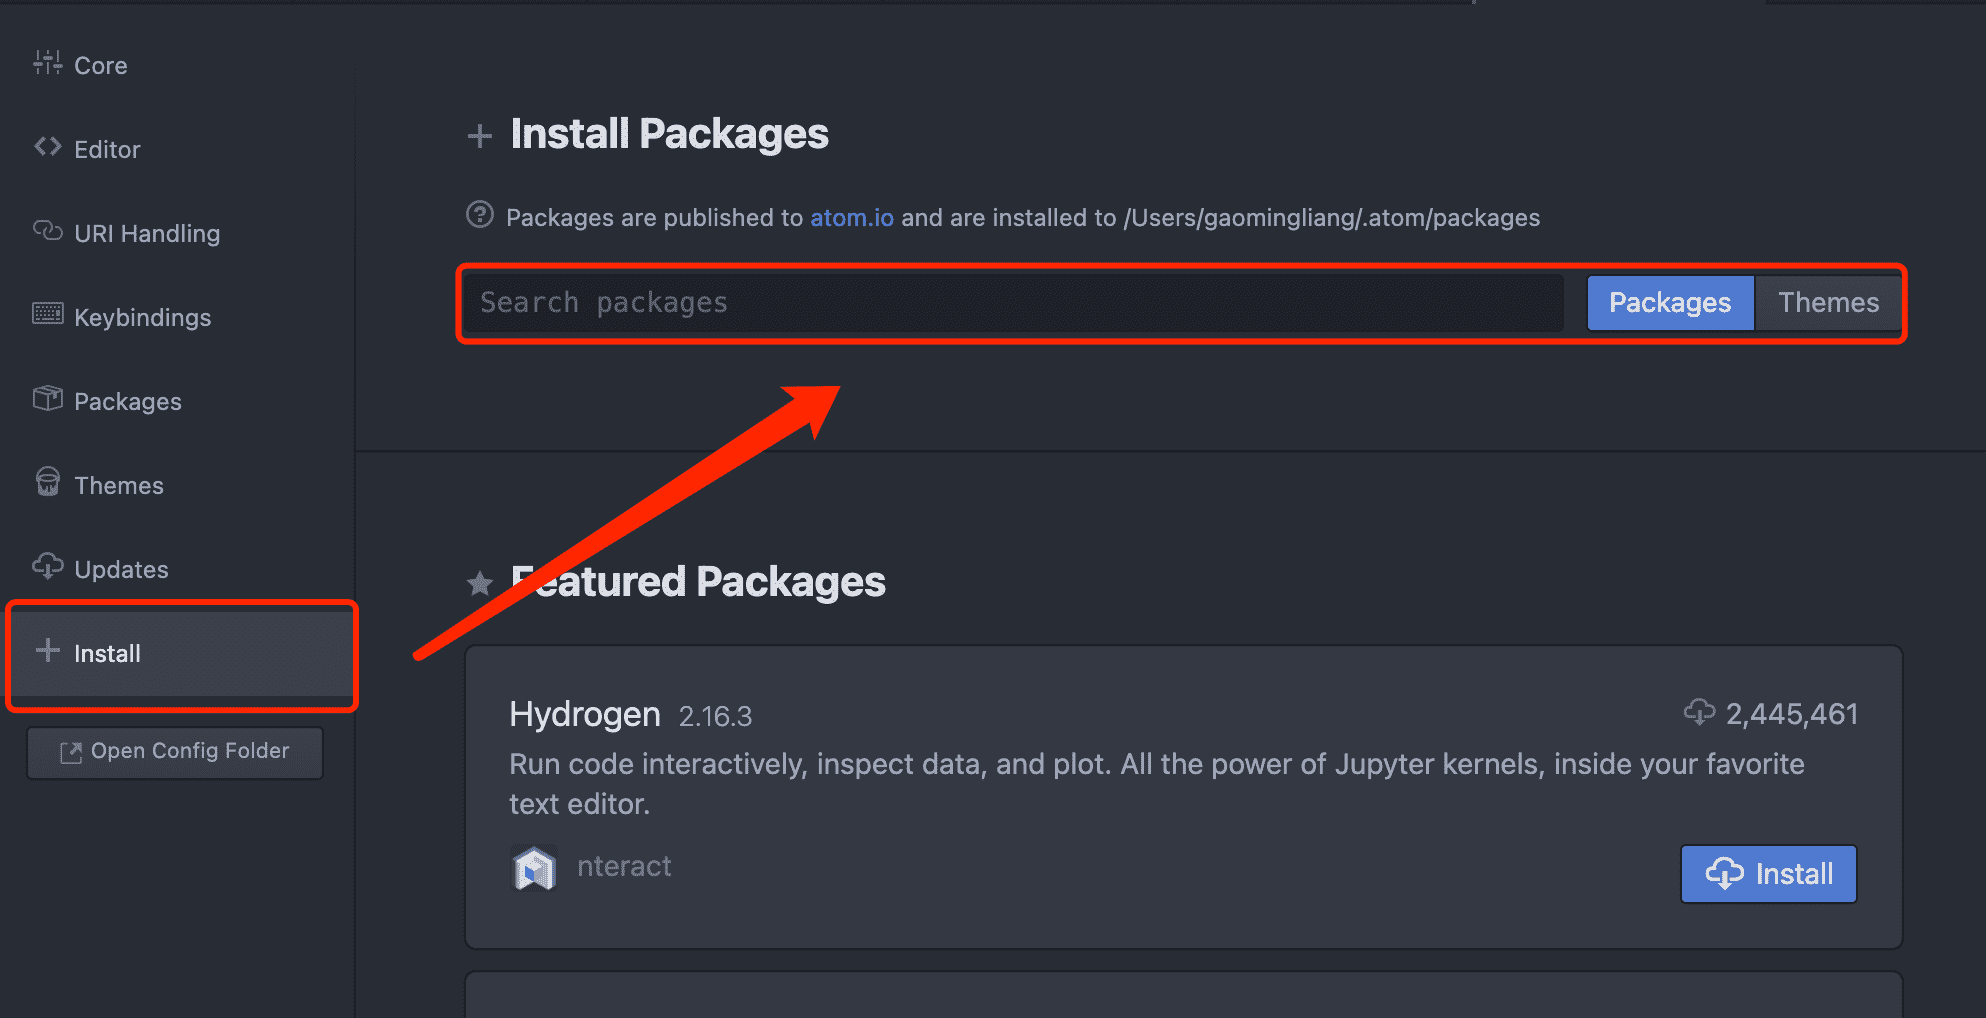 Core
Editor
URI Handling
Keybindings
Packages
Themes
Updates
Install
Open Config Folder
Install Packages
Packages are published to atom.io and are installed to /Users/gaomingliang/.atom/packages
Search packages
Packages
Themes
Featured Packages
Hydrogen 2.16.3
2,445,461
Run code interactively, inspect data, and plot. All the power of Jupyter kernels, inside your favorite
text editor.
nteract
Install